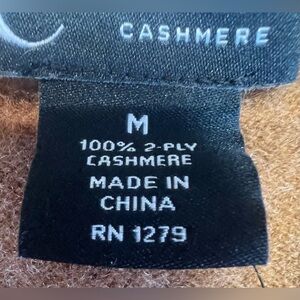 C CASHMERE
M
100% 2-PLY
CASHMERE
MADE IN
CHINA
RN 1279